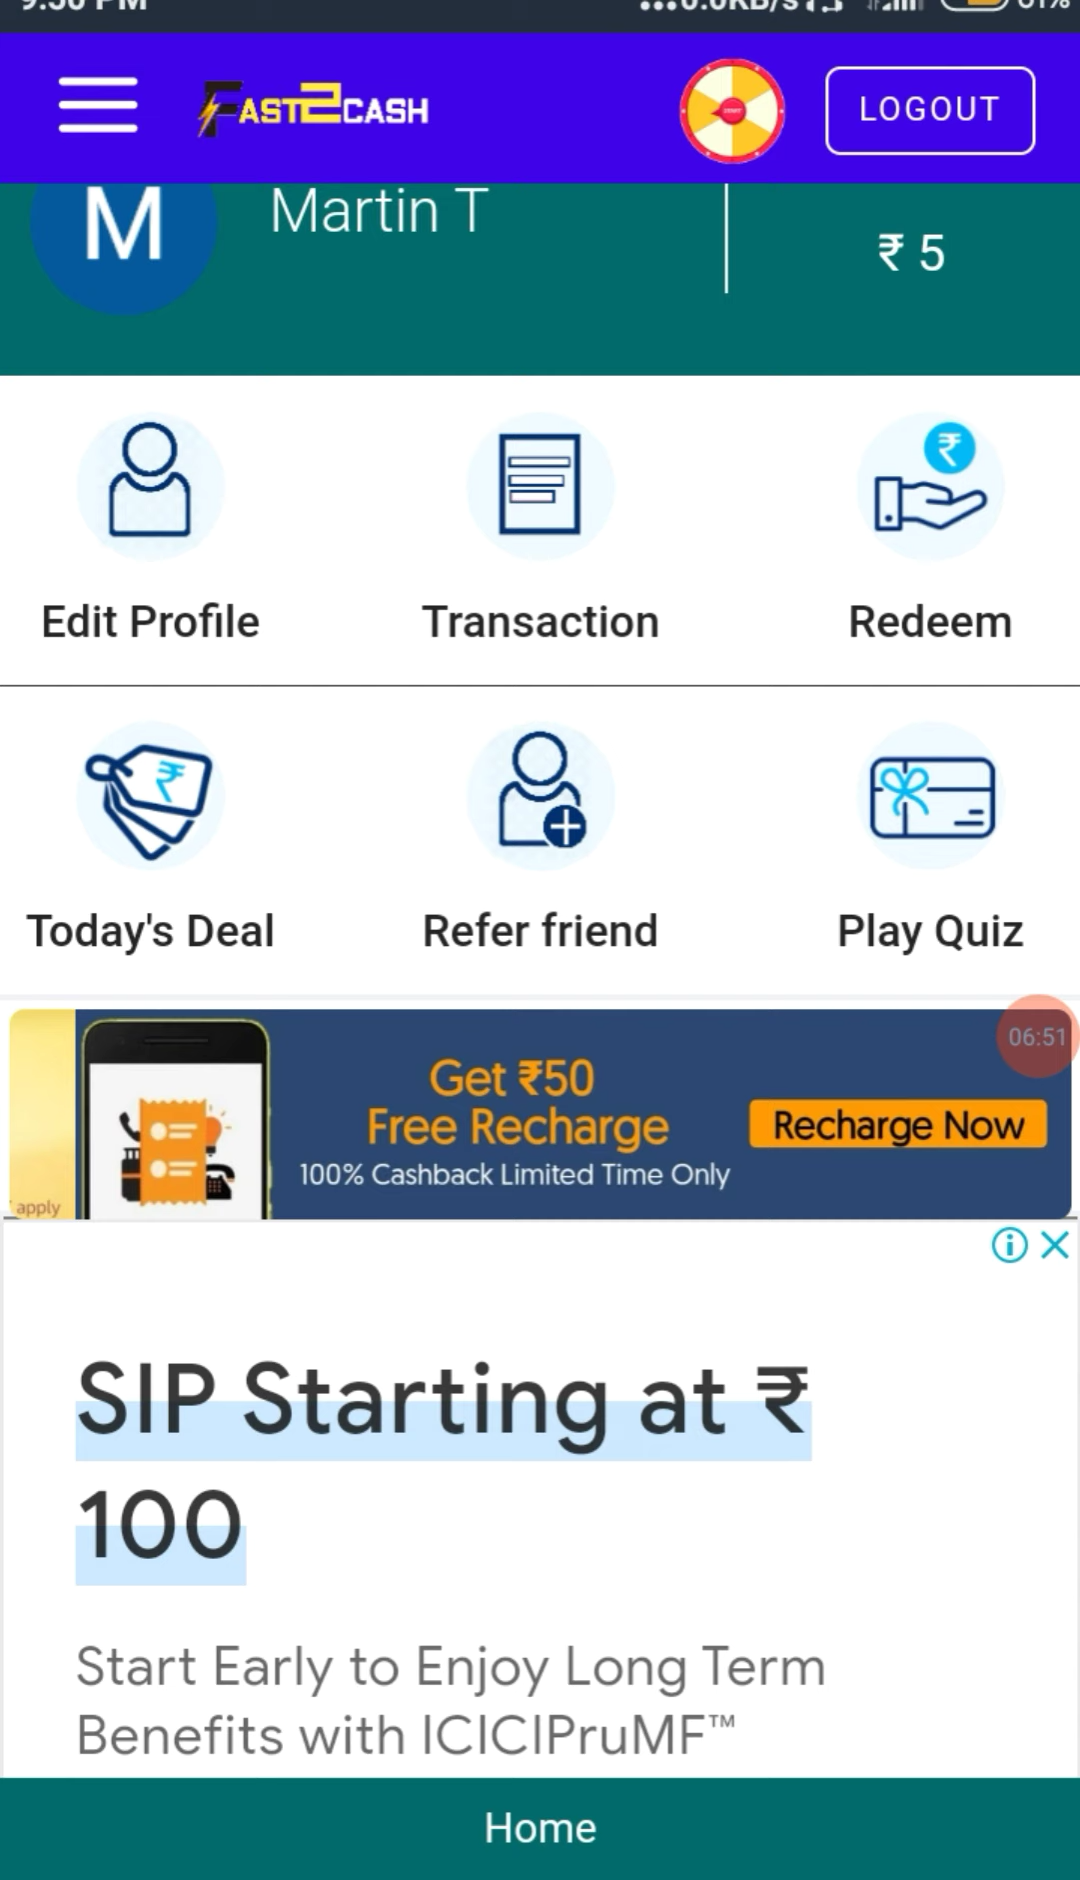 FAST2CASH
LOGOUT
M
Martin T
₹ 5
Edit Profile
Transaction
Redeem
Today's Deal
Refer friend
Play Quiz
06:51
Get ₹50
Free Recharge
Recharge Now
100% Cashback Limited Time Only
apply
SIP Starting at ₹
100
Start Early to Enjoy Long Term
Benefits with ICICIPruMF™
Home